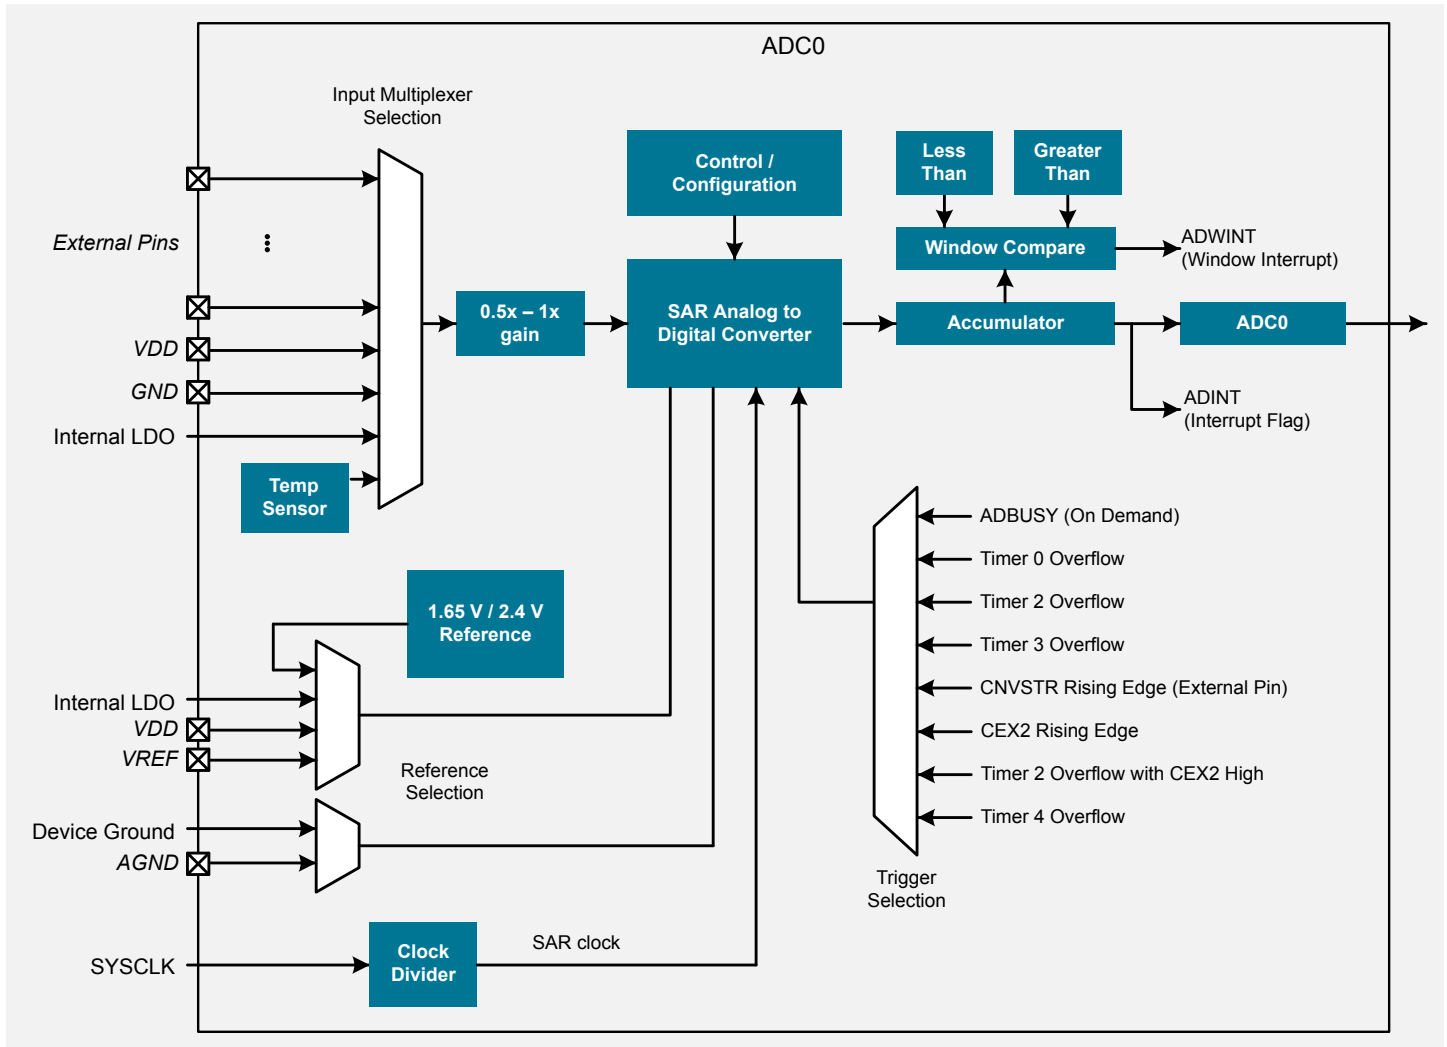 ADC0
Input Multiplexer
Selection
External Pins
VDD
GND
Internal LDO
Temp
Sensor
0.5x – 1x
gain
Control /
Configuration
SAR Analog to
Digital Converter
Less
Than
Greater
Than
Window Compare
ADWINT
(Window Interrupt)
Accumulator
ADC0
ADINT
(Interrupt Flag)
1.65 V / 2.4 V
Reference
Internal LDO
VDD
VREF
Reference
Selection
Device Ground
AGND
SYSCLK
Clock
Divider
SAR clock
ADBUSY (On Demand)
Timer 0 Overflow
Timer 2 Overflow
Timer 3 Overflow
CNVSTR Rising Edge (External Pin)
CEX2 Rising Edge
Timer 2 Overflow with CEX2 High
Timer 4 Overflow
Trigger
Selection